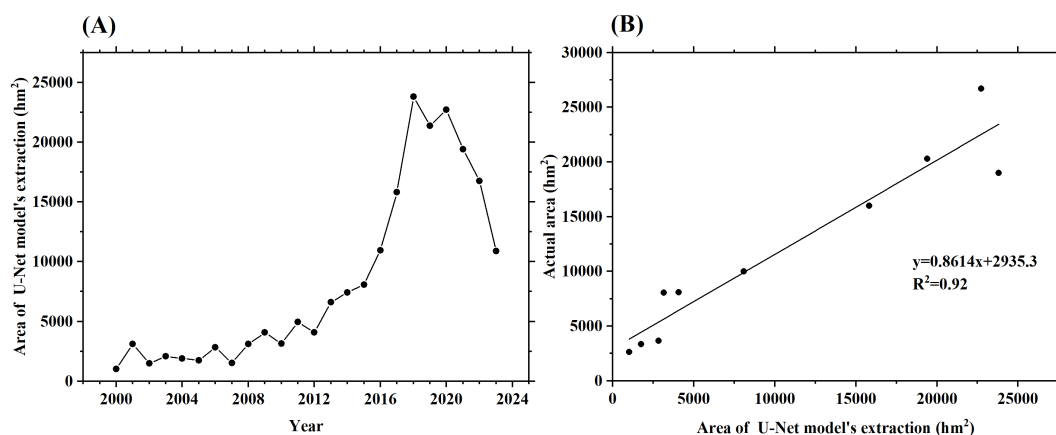 (A)
Area of U-Net model's extraction (hm²)
25000
20000
15000
10000
5000
0
2000 2004 2008 2012 2016 2020 2024
Year
(B)
Actual area (hm²)
30000
25000
20000
15000
10000
5000
0
y=0.8614x+2935.3
R²=0.92
0 5000 10000 15000 20000 25000
Area of U-Net model's extraction (hm²)